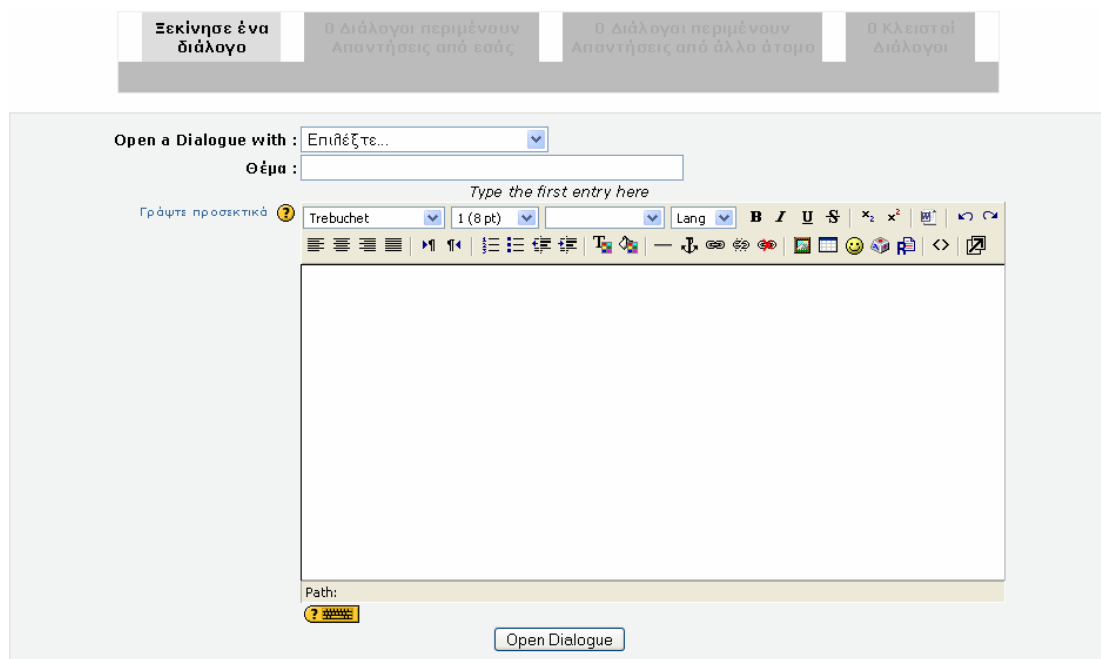 Ξεκίνησε ένα
διάλογο
0 Διάλογοι περιμένουν
Απαντήσεις από εσάς
0 Διάλογοι περιμένουν
Απαντήσεις από άλλο άτομο
0 Κλειστοί
Διάλογοι
Open a Dialogue with : Επιλέξτε...
Θέμα :
Type the first entry here
Γράψτε προσεκτικά
Trebuchet 1 (8 pt) Lang B I U S x₂ x²
Path:
Open Dialogue